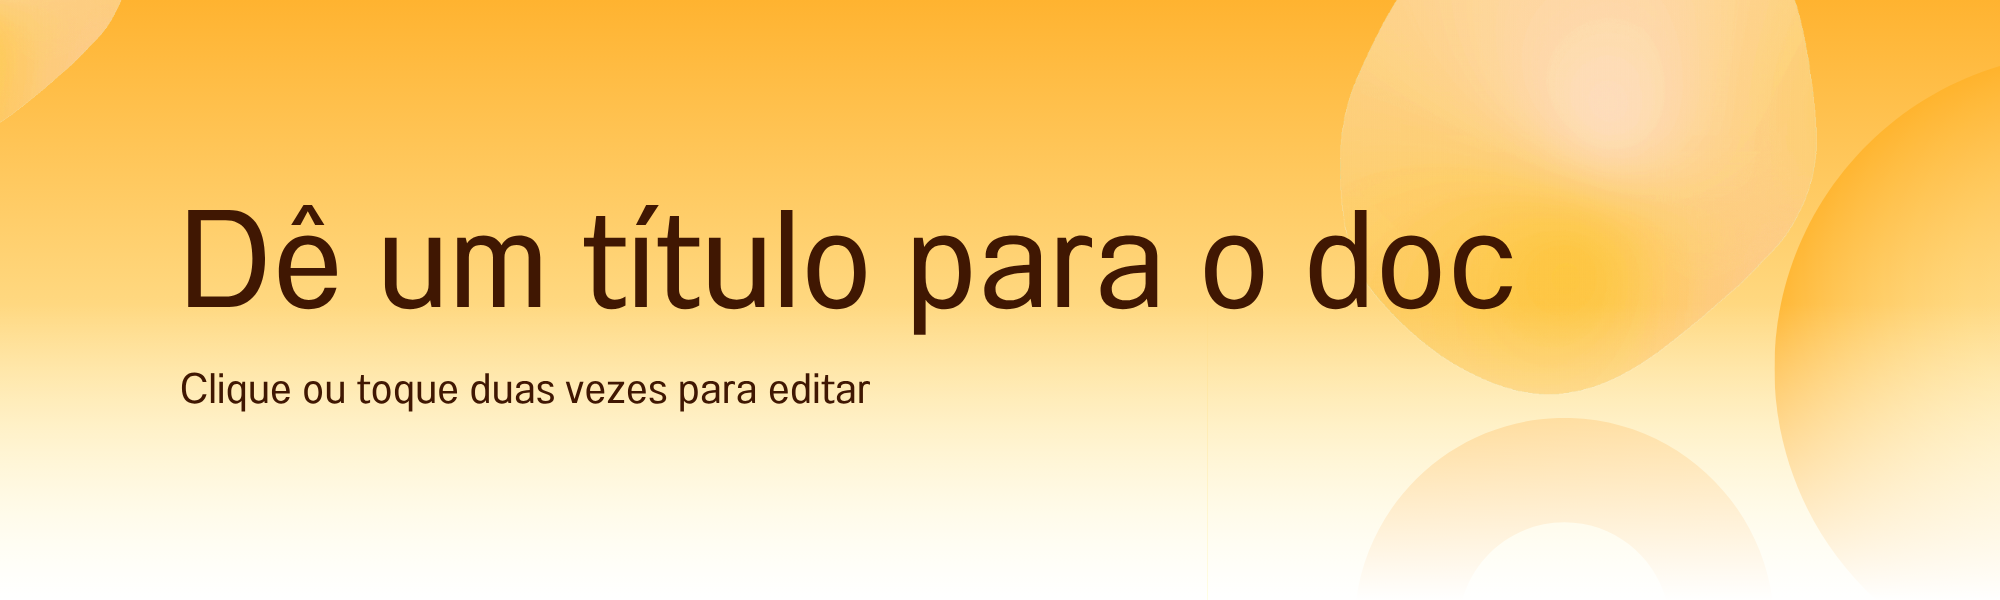 Dê um título para o doc
Clique ou toque duas vezes para editar